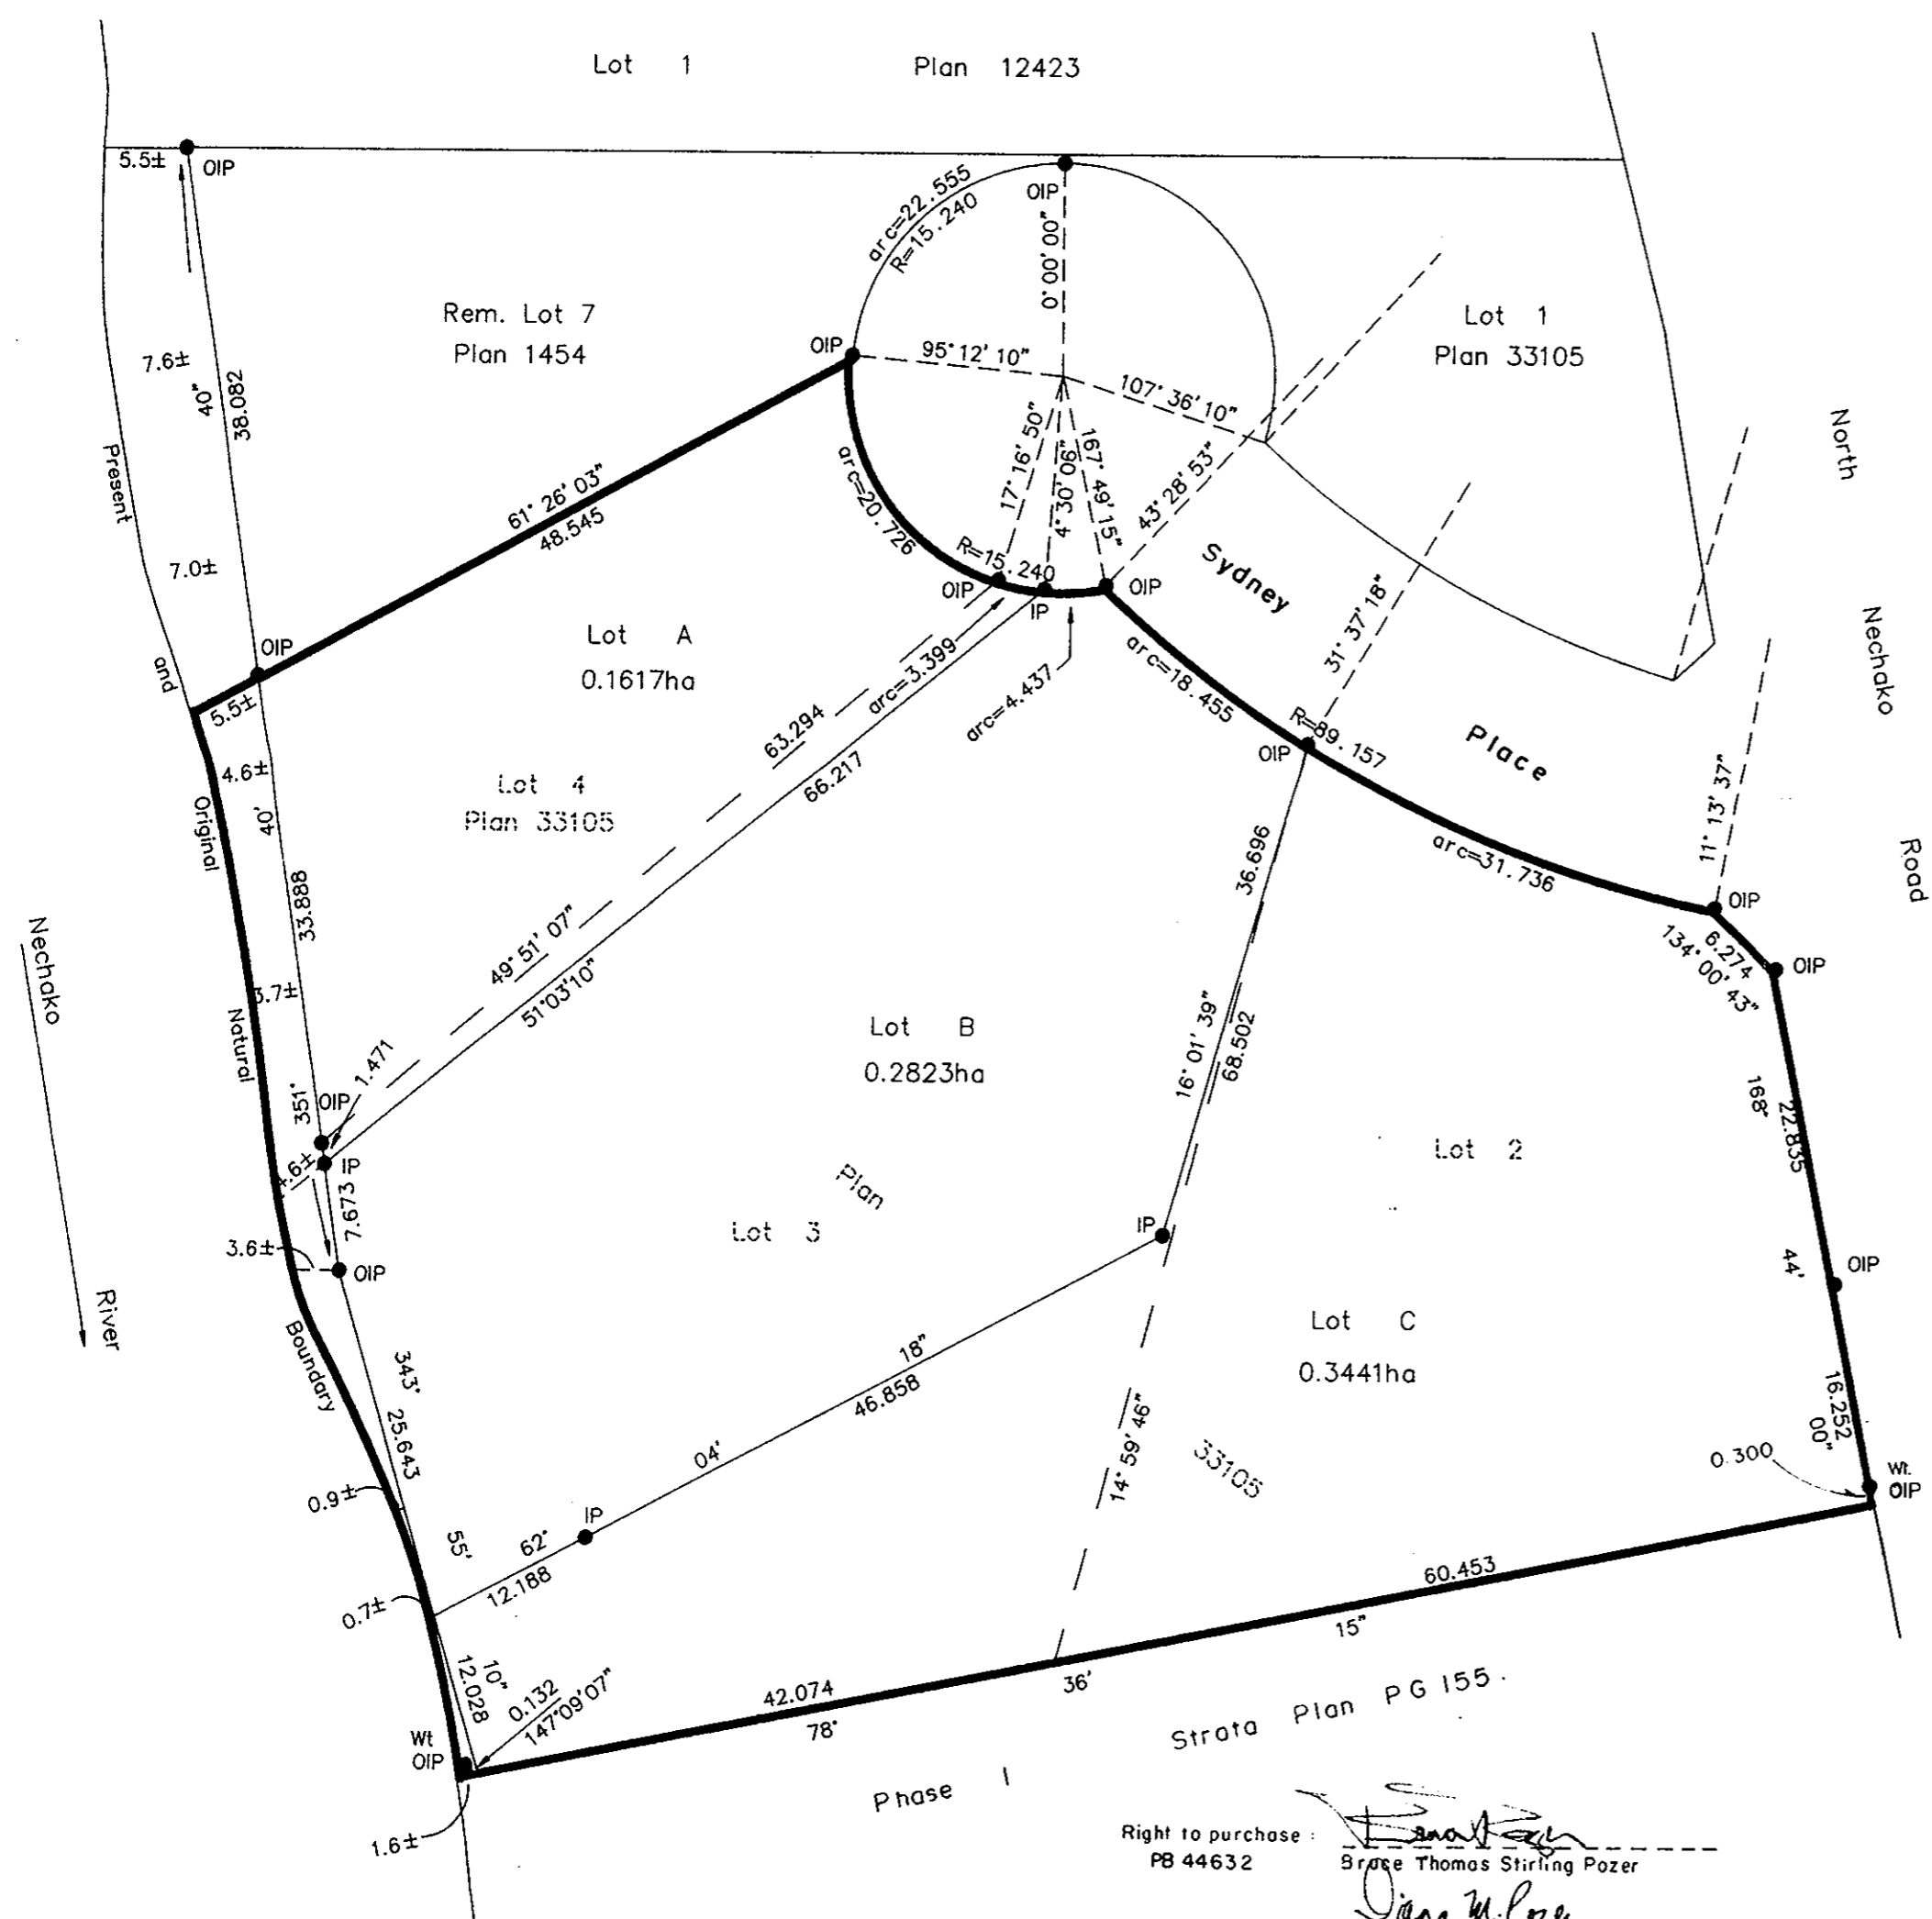 Lot 1 Plan 12423
5.5±
OIP
OIP
arc=22.555
R=15.240
0° 00' 00"
Rem. Lot 7
Plan 1454
Lot 1
Plan 33105
7.6±
40"
38.082
OIP
95° 12' 10"
107° 36' 10"
North
Nechako
Road
Present
and
Original
Natural
Boundary
61° 26' 03"
48.545
arc=20.726
17° 16' 50"
4° 30' 06"
167° 49' 15"
43° 28' 53"
7.0±
R=15.240
OIP
IP
OIP
Sydney
Place
31° 37' 18"
OIP
5.5±
Lot A
0.1617ha
arc=3.399
arc=4.437
arc=18.455
R=89.157
OIP
63.294
66.217
4.6±
40'
Lot 4
Plan 33105
11° 13' 37"
36.696
arc=31.736
OIP
6.274
134° 00' 43"
OIP
33.888
49° 51' 07"
51°03'10"
Nechako
River
3.7±
Lot B
0.2823ha
16° 01' 39"
68.502
1.471
351°
OIP
IP
4.6±
7.673
168°
22.835
Lot 2
Plan
Lot 3
IP
3.6±
OIP
44'
OIP
343°
25.643
18"
46.858
04'
Lot C
0.3441ha
14° 59' 46"
33105
16.252
00"
0.300
Wt.
OIP
0.9±
55'
IP
62°
12.188
0.7±
60.453
15"
10"
12.028
0.132
147°09'07"
42.074
78°
36'
Wt
OIP
1.6±
Strata Plan PG 155.
Phase I
Right to purchase :
PB 44632
Bruce Thomas Stirling Pozer